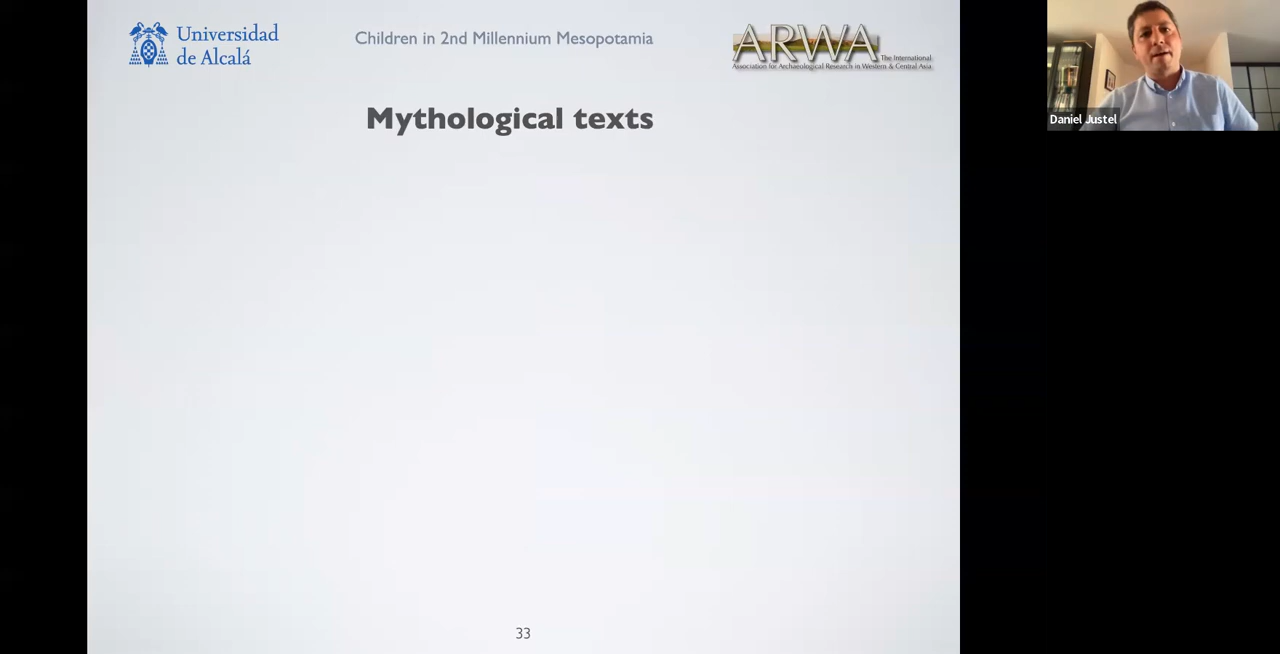 Universidad
de Alcalá
Children in 2nd Millennium Mesopotamia
ARWA
The International
Association for Archaeological Research in Western & Central Asia
Daniel Justel
Mythological texts
33